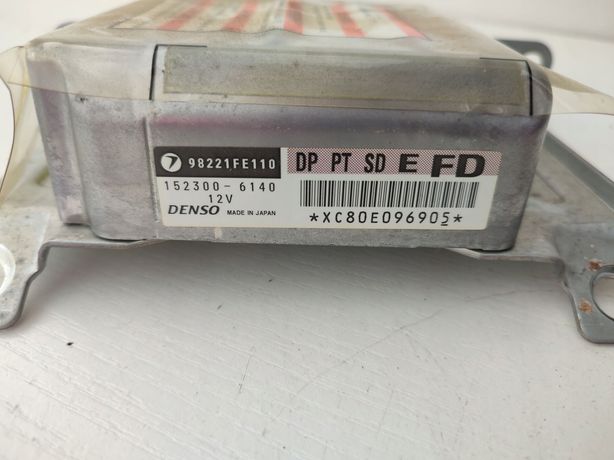 98221FE110 DP PT SD E FD
152300-6140
12V
DENSO MADE IN JAPAN
*XC80E096905*